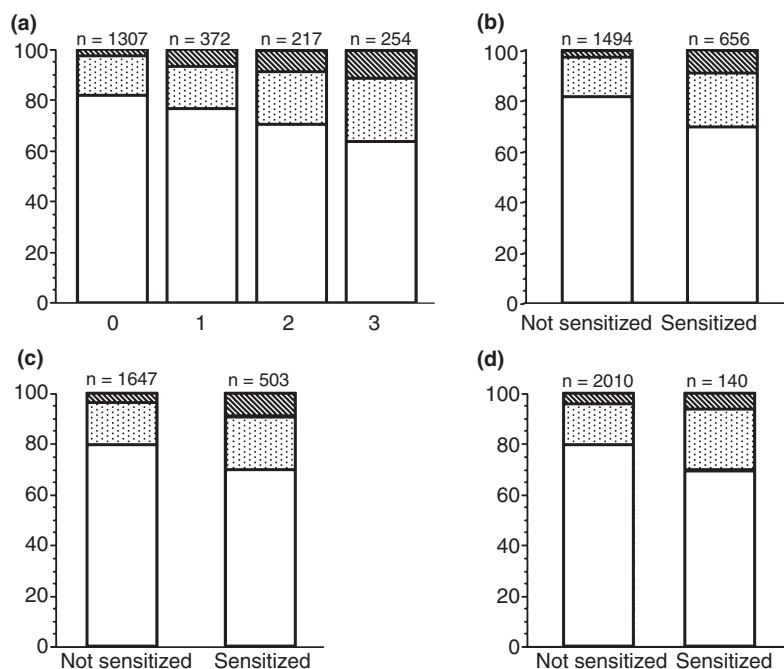 (a)
n = 1307 n = 372 n = 217 n = 254
100
80
60
40
20
0
0 1 2 3
(b)
n = 1494 n = 656
100
80
60
40
20
0
Not sensitized Sensitized
(c)
n = 1647 n = 503
100
80
60
40
20
0
Not sensitized Sensitized
(d)
n = 2010 n = 140
100
80
60
40
20
0
Not sensitized Sensitized